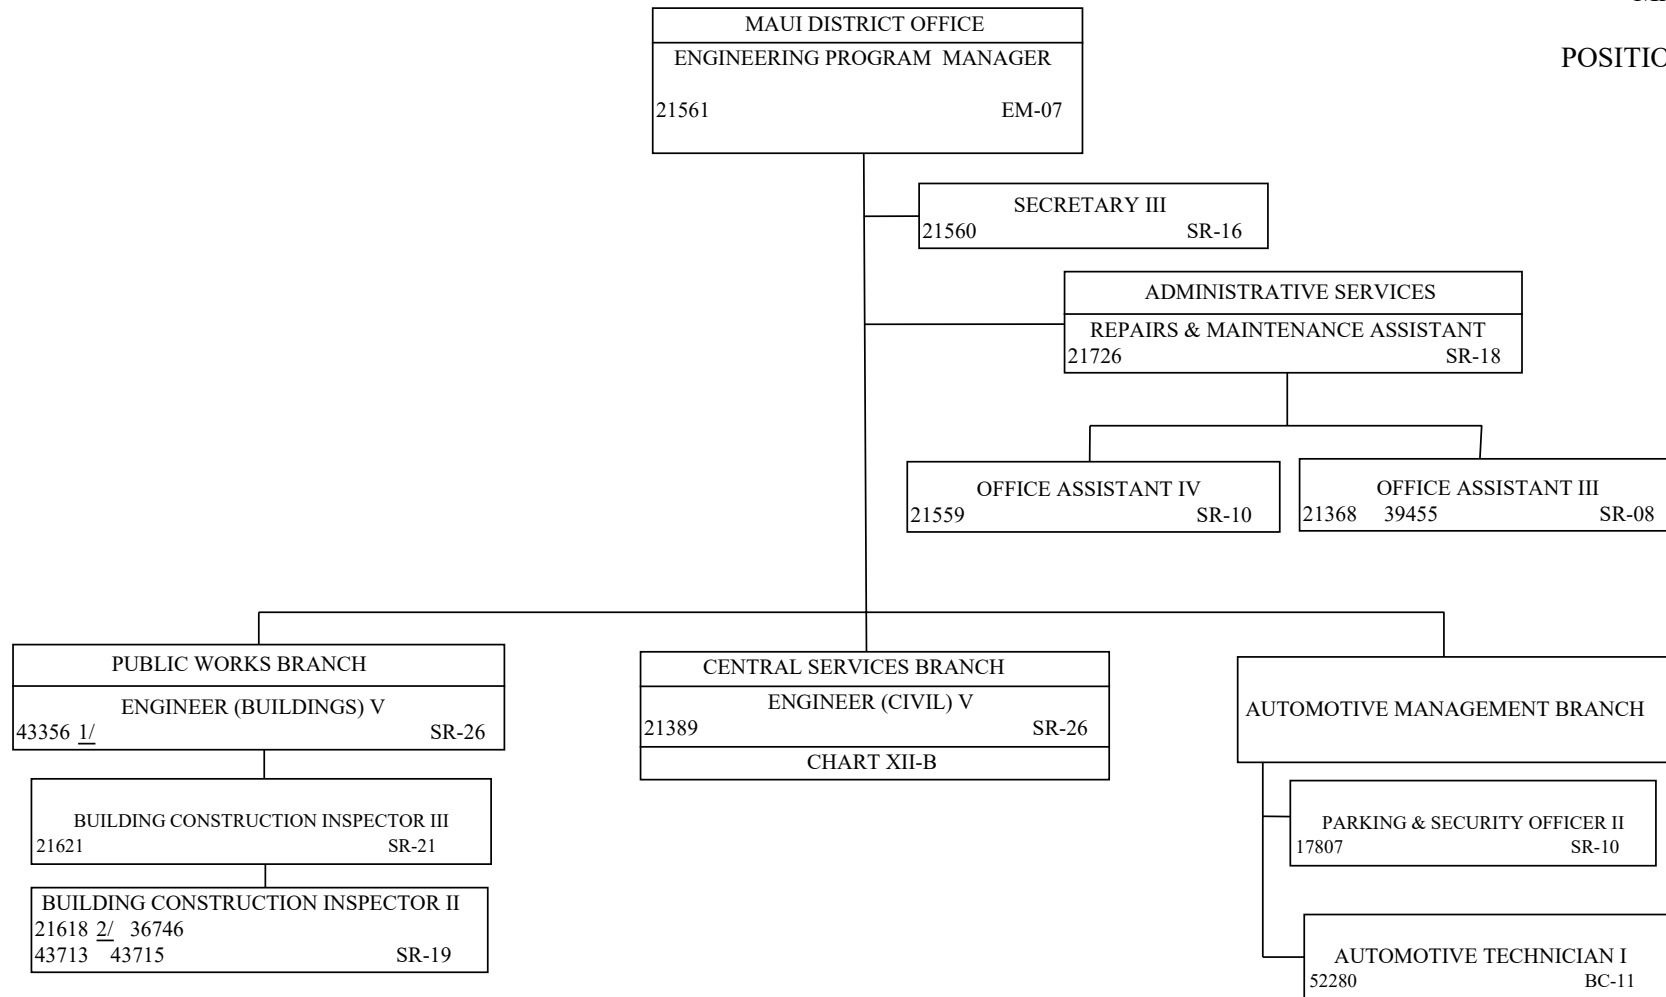 MAUI DISTRICT OFFICE
ENGINEERING PROGRAM MANAGER
21561 EM-07
POSITIO
SECRETARY III
21560 SR-16
ADMINISTRATIVE SERVICES
REPAIRS & MAINTENANCE ASSISTANT
21726 SR-18
OFFICE ASSISTANT IV
21559 SR-10
OFFICE ASSISTANT III
21368 39455 SR-08
PUBLIC WORKS BRANCH
ENGINEER (BUILDINGS) V
43356 1/ SR-26
BUILDING CONSTRUCTION INSPECTOR III
21621 SR-21
BUILDING CONSTRUCTION INSPECTOR II
21618 2/ 36746
43713 43715 SR-19
CENTRAL SERVICES BRANCH
ENGINEER (CIVIL) V
21389 SR-26
CHART XII-B
AUTOMOTIVE MANAGEMENT BRANCH
PARKING & SECURITY OFFICER II
17807 SR-10
AUTOMOTIVE TECHNICIAN I
52280 BC-11